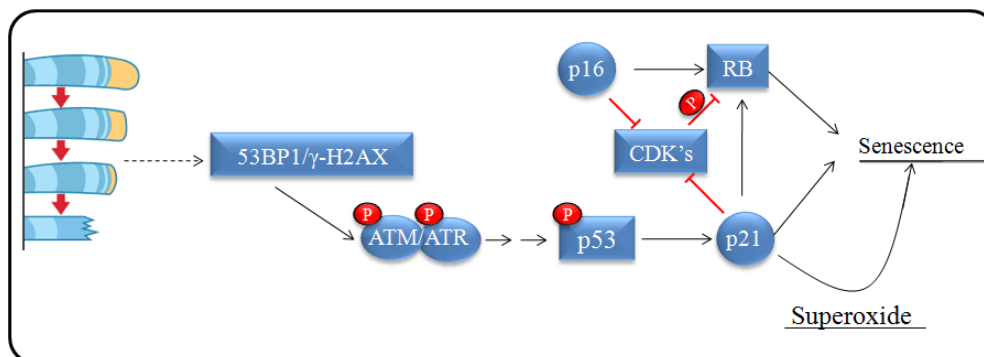 p16
RB
P
CDK's
Senescence
53BP1/γ-H2AX
P
P
ATM/ATR
P
p53
p21
Superoxide